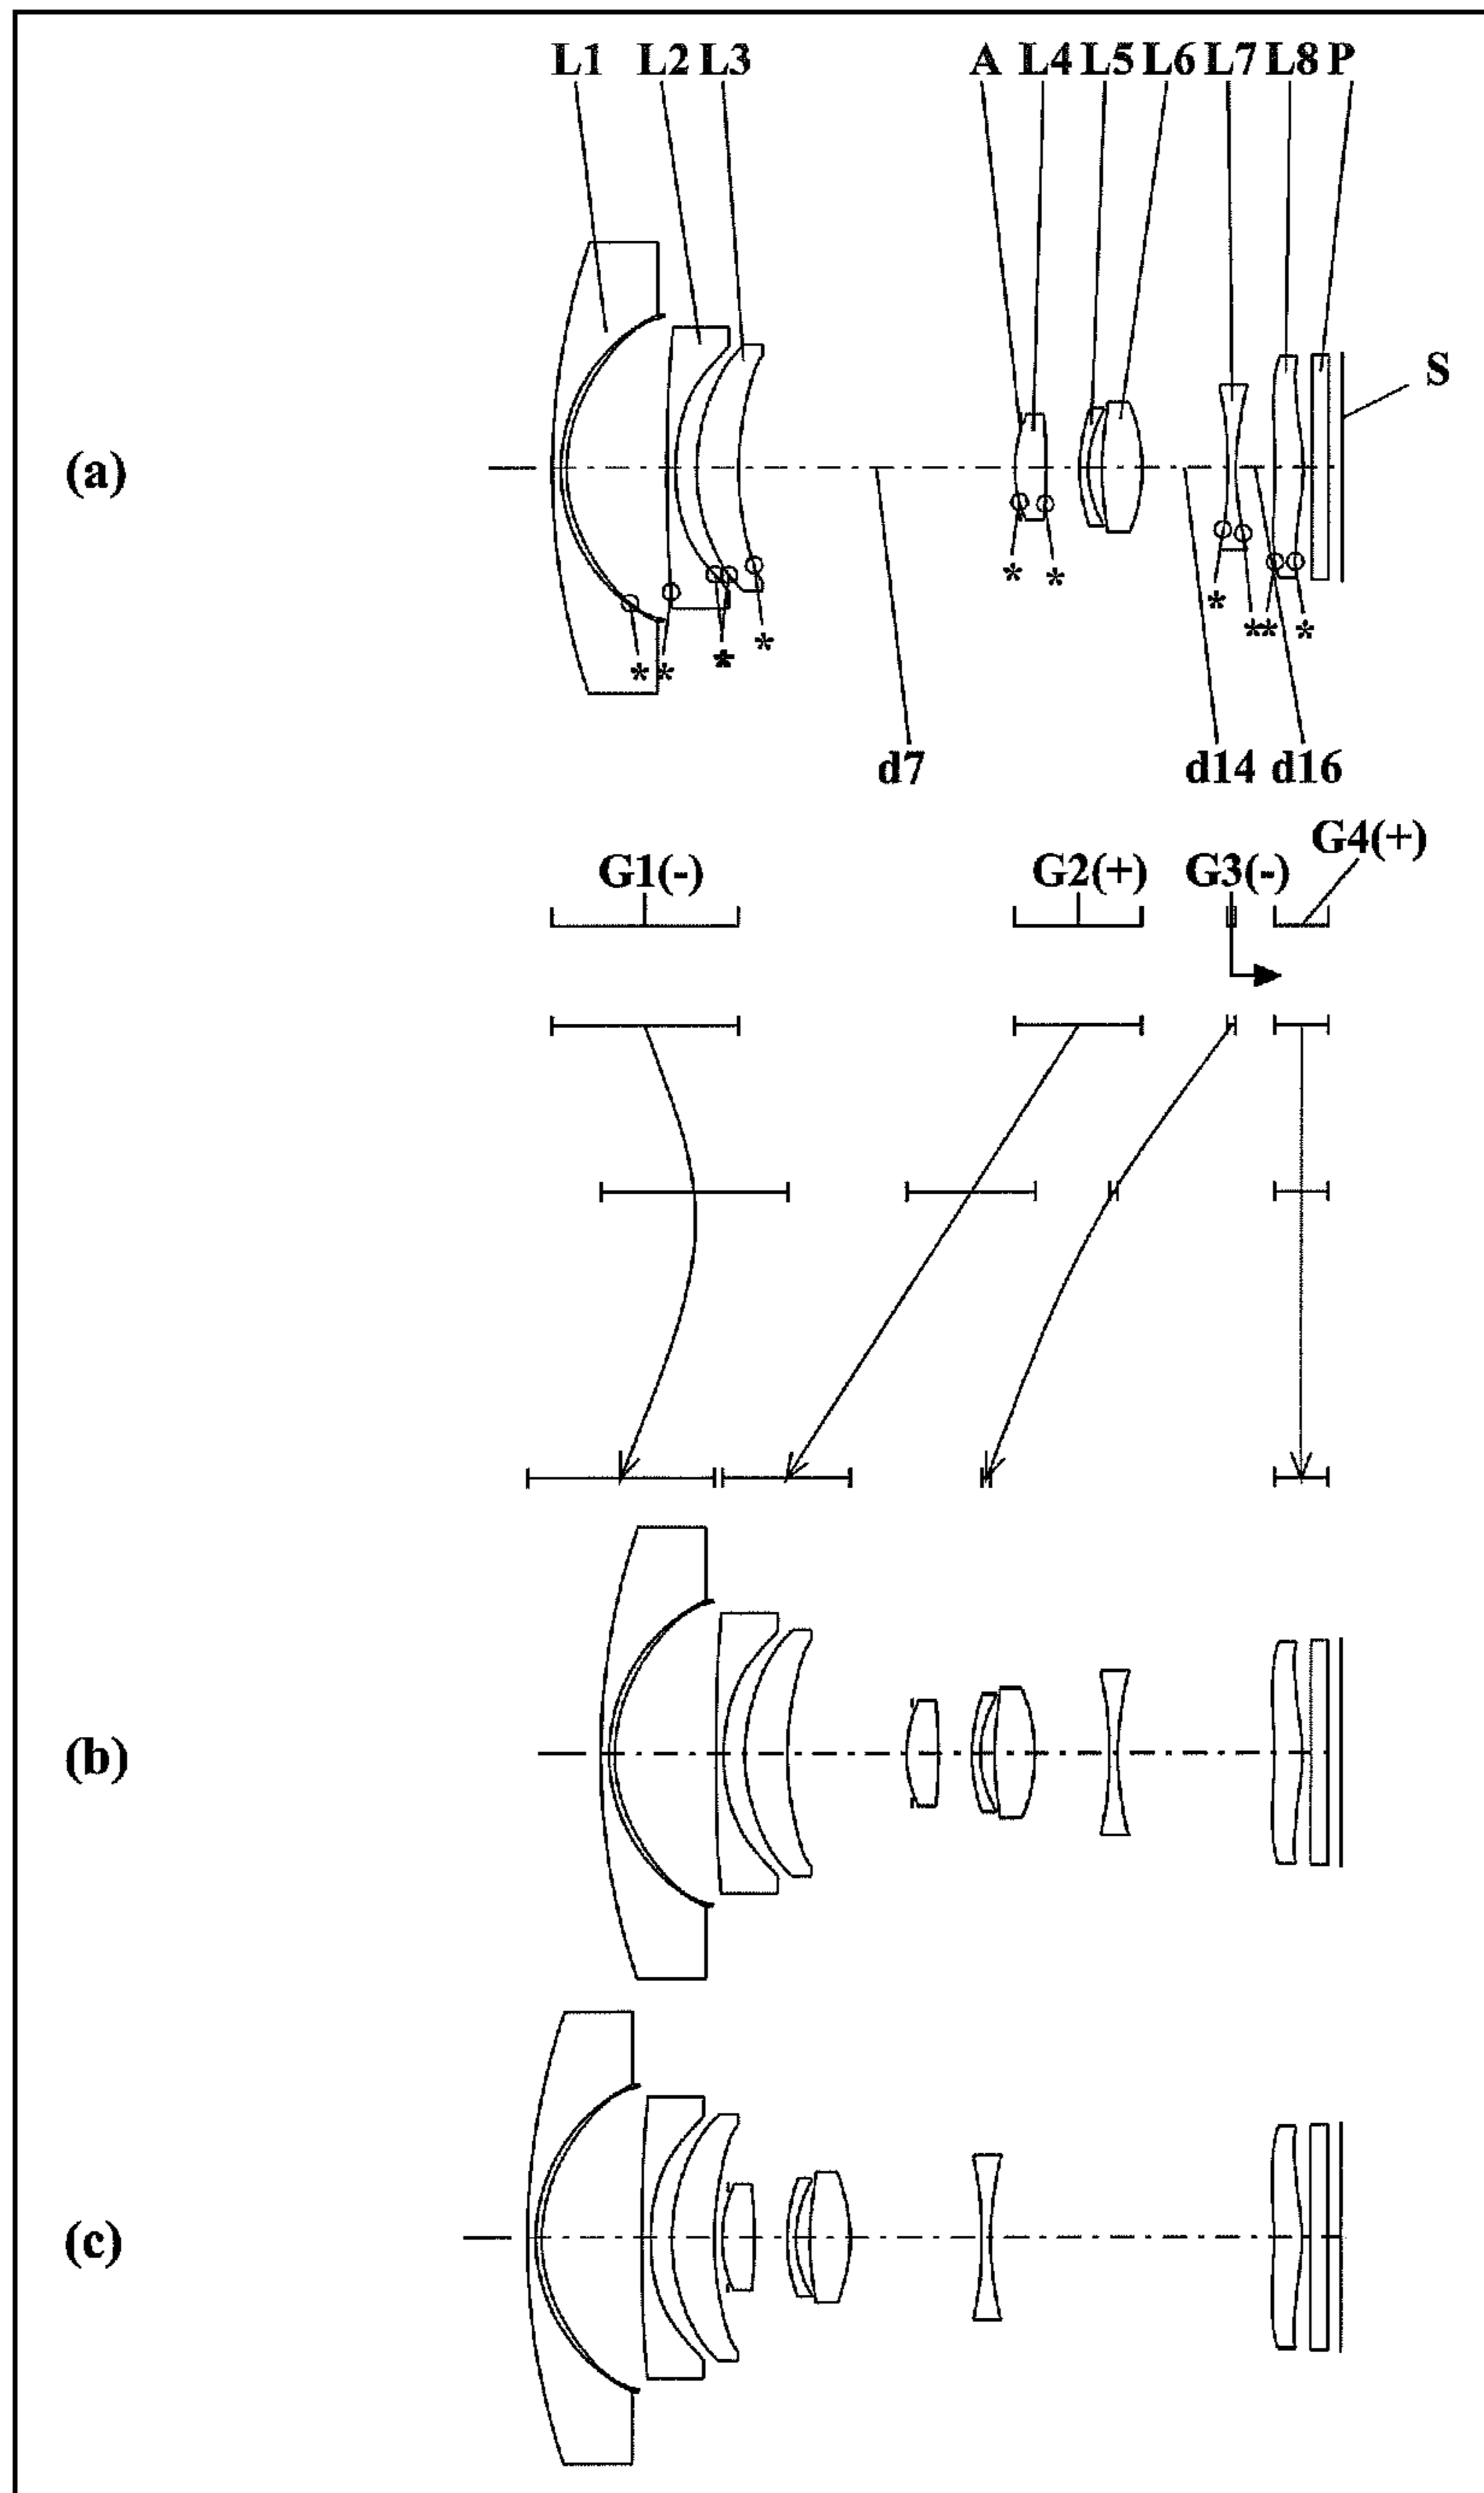 L1 L2 L3 A L4 L5 L6 L7 L8 P
S
(a)
* * * * * * * ** *
d7 d14 d16
G4(+)
G1(-) G2(+) G3(-)
(b)
(c)